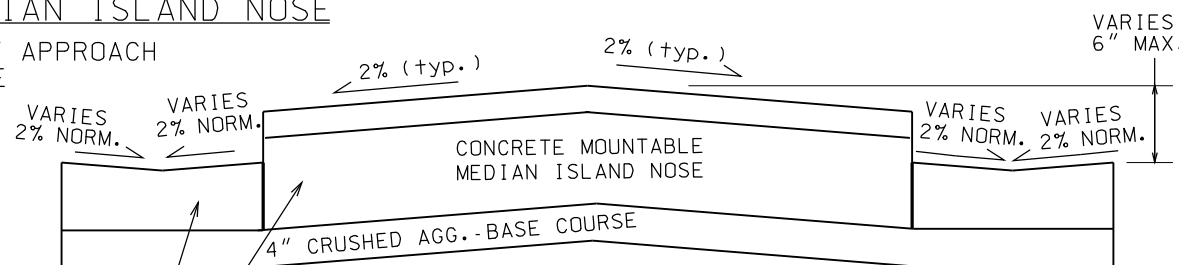 IAN ISLAND NOSE
APPROACH
VARIES
6" MAX.
2% (typ.)
2% (typ.)
VARIES
2% NORM.
VARIES
2% NORM.
VARIES
2% NORM.
VARIES
2% NORM.
CONCRETE MOUNTABLE
MEDIAN ISLAND NOSE
4" CRUSHED AGG.-BASE COURSE